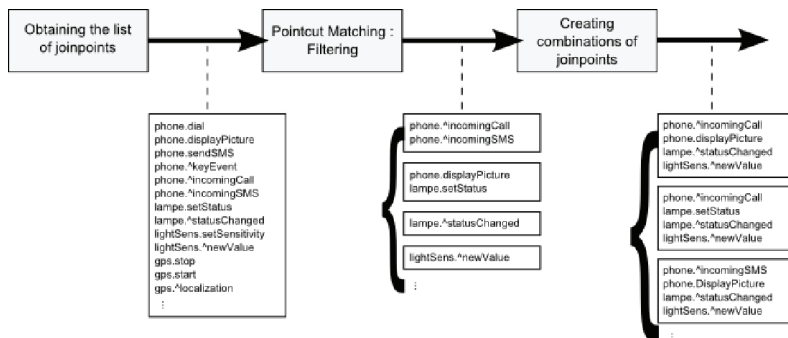 Obtaining the list
of joinpoints
Pointcut Matching :
Filtering
Creating
combinations of
joinpoints
phone.dial
phone.displayPicture
phone.sendSMS
phone.^keyEvent
phone.^incomingCall
phone.^incomingSMS
lampe.setStatus
lampe.^statusChanged
lightSens.setSensitivity
lightSens.^newValue
gps.stop
gps.start
gps.^localization
⋮
phone.^incomingCall
phone.^incomingSMS
phone.displayPicture
lampe.setStatus
lampe.^statusChanged
lightSens.^newValue
⋮
phone.^incomingCall
phone.displayPicture
lampe.^statusChanged
lightSens.^newValue
phone.^incomingCall
lampe.setStatus
lampe.^statusChanged
lightSens.^newValue
phone.^incomingSMS
phone.DisplayPicture
lampe.^statusChanged
lightSens.^newValue
⋮